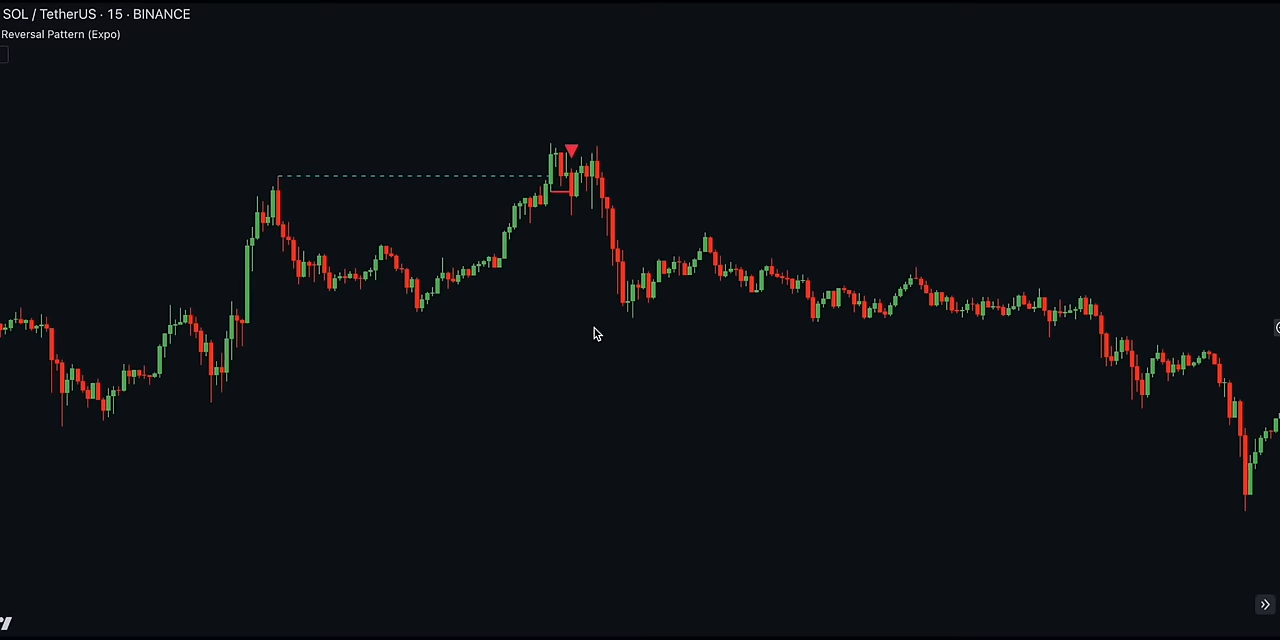 SOL / TetherUS · 15 · BINANCE
Reversal Pattern (Expo)